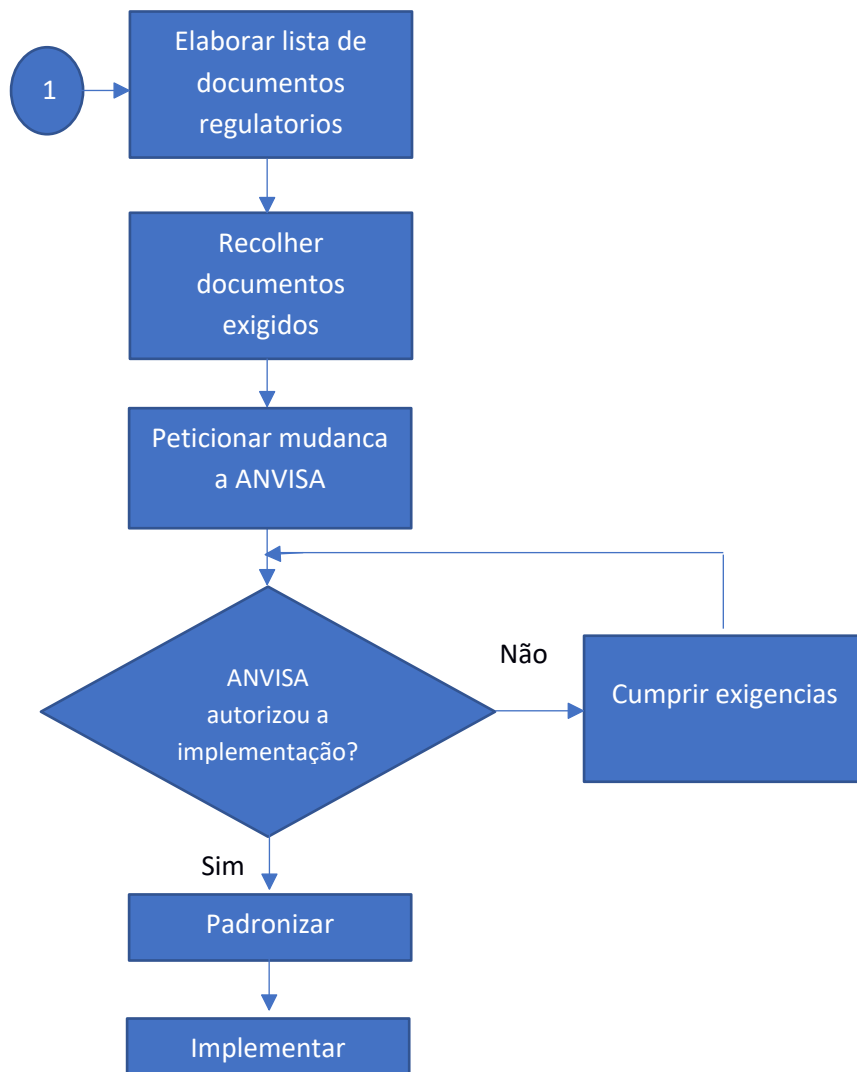 1
Elaborar lista de
documentos
regulatorios
Recolher
documentos
exigidos
Peticionar mudanca
a ANVISA
ANVISA
autorizou a
implementação?
Não
Cumprir exigencias
Sim
Padronizar
Implementar